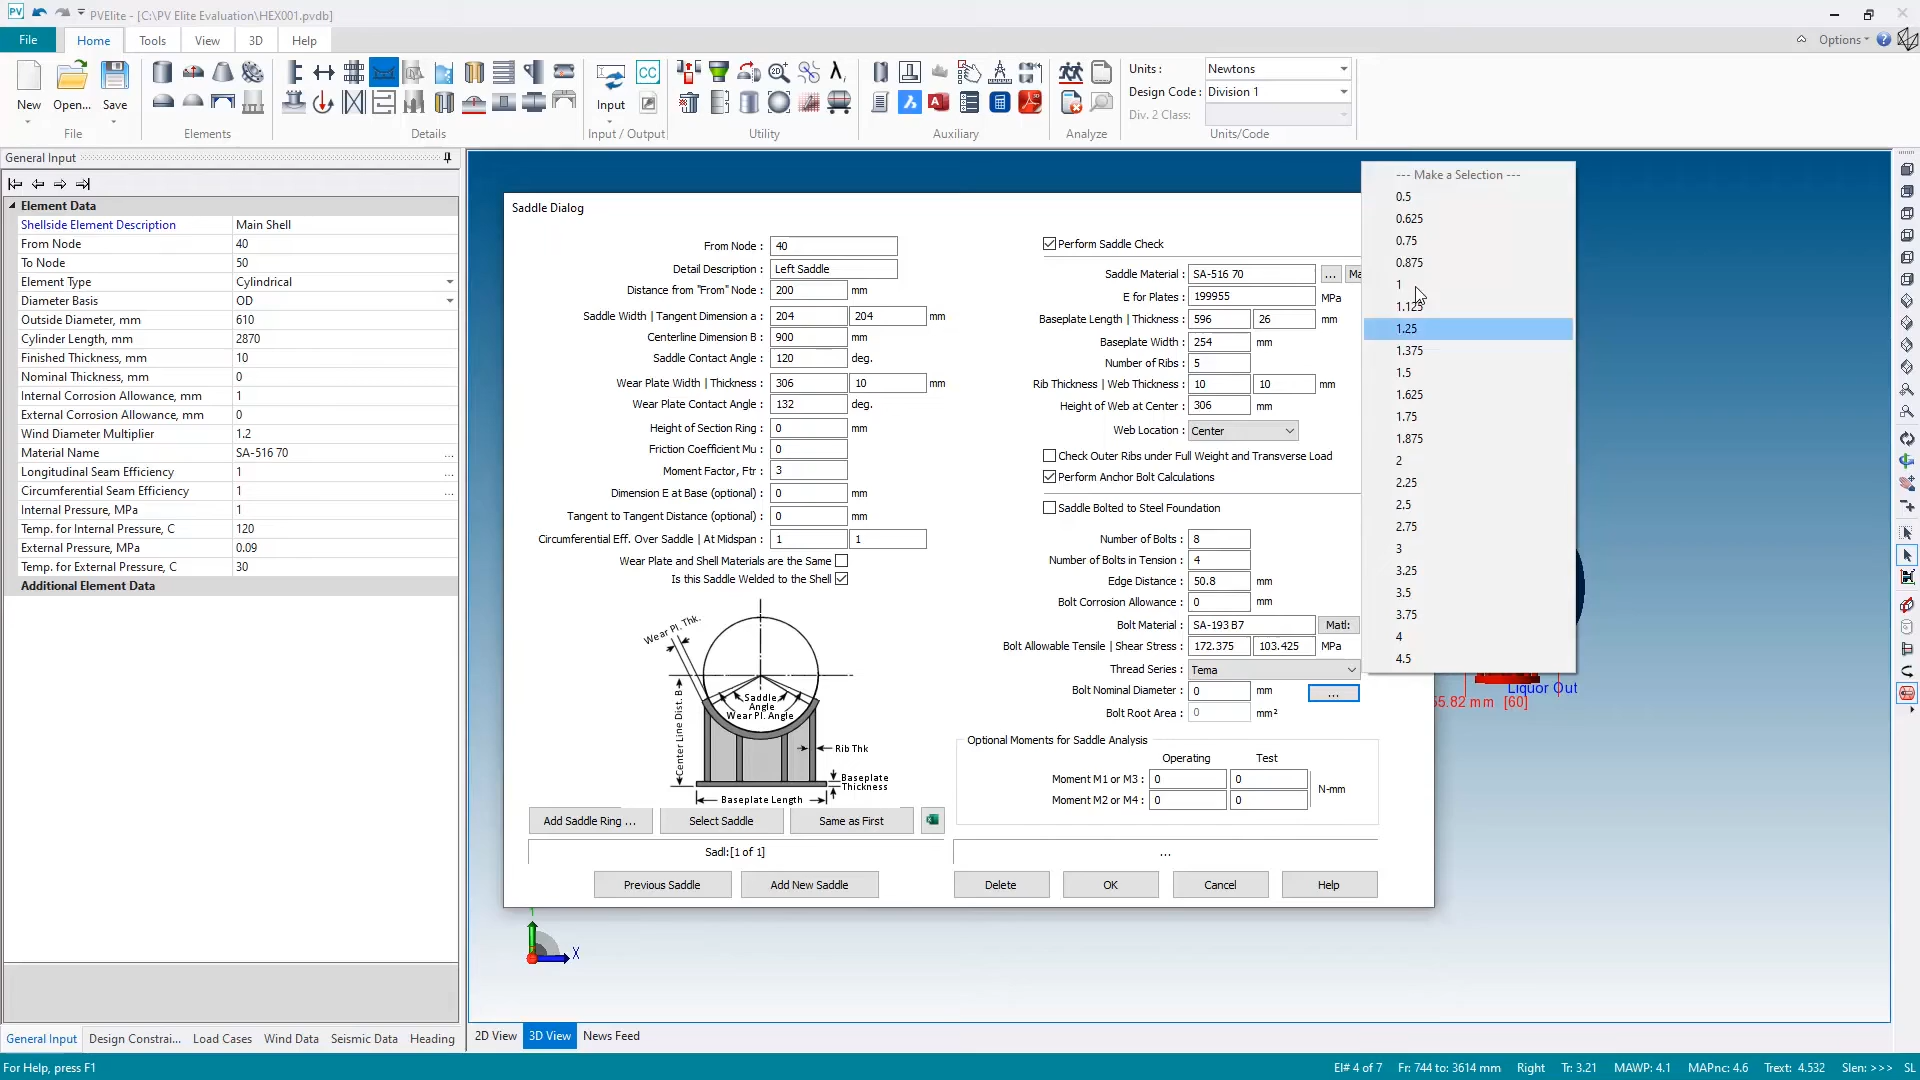 PVElite - [C:\PV Elite Evaluation\HEX001.pvdb]
File
Home
Tools
View
3D
Help
Options
New
Open...
Save
Input
File
Elements
Details
Input / Output
Utility
Auxiliary
Analyze
Units/Code
Units : Newtons
Design Code : Division 1
Div. 2 Class:
General Input
Element Data
Shellside Element Description Main Shell
From Node 40
To Node 50
Element Type Cylindrical
Diameter Basis OD
Outside Diameter, mm 610
Cylinder Length, mm 2870
Finished Thickness, mm 10
Nominal Thickness, mm 0
Internal Corrosion Allowance, mm 1
External Corrosion Allowance, mm 0
Wind Diameter Multiplier 1.2
Material Name SA-516 70 ...
Longitudinal Seam Efficiency 1 ...
Circumferential Seam Efficiency 1 ...
Internal Pressure, MPa 1
Temp. for Internal Pressure, C 120
External Pressure, MPa 0.09
Temp. for External Pressure, C 30
Additional Element Data
Saddle Dialog
From Node : 40
Detail Description : Left Saddle
Distance from "From" Node : 200 mm
Saddle Width | Tangent Dimension a : 204 204 mm
Centerline Dimension B : 900 mm
Saddle Contact Angle : 120 deg.
Wear Plate Width | Thickness : 306 10 mm
Wear Plate Contact Angle : 132 deg.
Height of Section Ring : 0 mm
Friction Coefficient Mu : 0
Moment Factor, Ftr : 3
Dimension E at Base (optional) : 0 mm
Tangent to Tangent Distance (optional) : 0 mm
Circumferential Eff. Over Saddle | At Midspan : 1 1
Wear Plate and Shell Materials are the Same
Is this Saddle Welded to the Shell
Wear Pl. Thk.
Saddle
Angle
Wear Pl. Angle
Center Line Dist. B
Rib Thk
Baseplate
Thickness
Baseplate Length
Add Saddle Ring ...
Select Saddle
Same as First
Sadl:[1 of 1]
Previous Saddle
Add New Saddle
Perform Saddle Check
Saddle Material : SA-516 70 ... Ma
E for Plates : 199955 MPa
Baseplate Length | Thickness : 596 26 mm
Baseplate Width : 254 mm
Number of Ribs : 5
Rib Thickness | Web Thickness : 10 10 mm
Height of Web at Center : 306 mm
Web Location : Center
Check Outer Ribs under Full Weight and Transverse Load
Perform Anchor Bolt Calculations
Saddle Bolted to Steel Foundation
Number of Bolts : 8
Number of Bolts in Tension : 4
Edge Distance : 50.8 mm
Bolt Corrosion Allowance : 0 mm
Bolt Material : SA-193 B7 Matl:
Bolt Allowable Tensile | Shear Stress : 172.375 103.425 MPa
Thread Series : Tema
Bolt Nominal Diameter : 0 mm ...
Bolt Root Area : 0 mm²
Optional Moments for Saddle Analysis
Operating Test
Moment M1 or M3 : 0 0
Moment M2 or M4 : 0 0
N-mm
...
Delete
OK
Cancel
Help
--- Make a Selection ---
0.5
0.625
0.75
0.875
1
1.125
1.25
1.375
1.5
1.625
1.75
1.875
2
2.25
2.5
2.75
3
3.25
3.5
3.75
4
4.5
Liquor Out
5.82 mm [60]
X
General Input
Design Constrai...
Load Cases
Wind Data
Seismic Data
Heading
2D View
3D View
News Feed
For Help, press F1
El# 4 of 7
Fr: 744 to: 3614 mm
Right
Tr: 3.21
MAWP: 4.1
MAPnc: 4.6
Trext: 4.532
Slen: >>>
SL